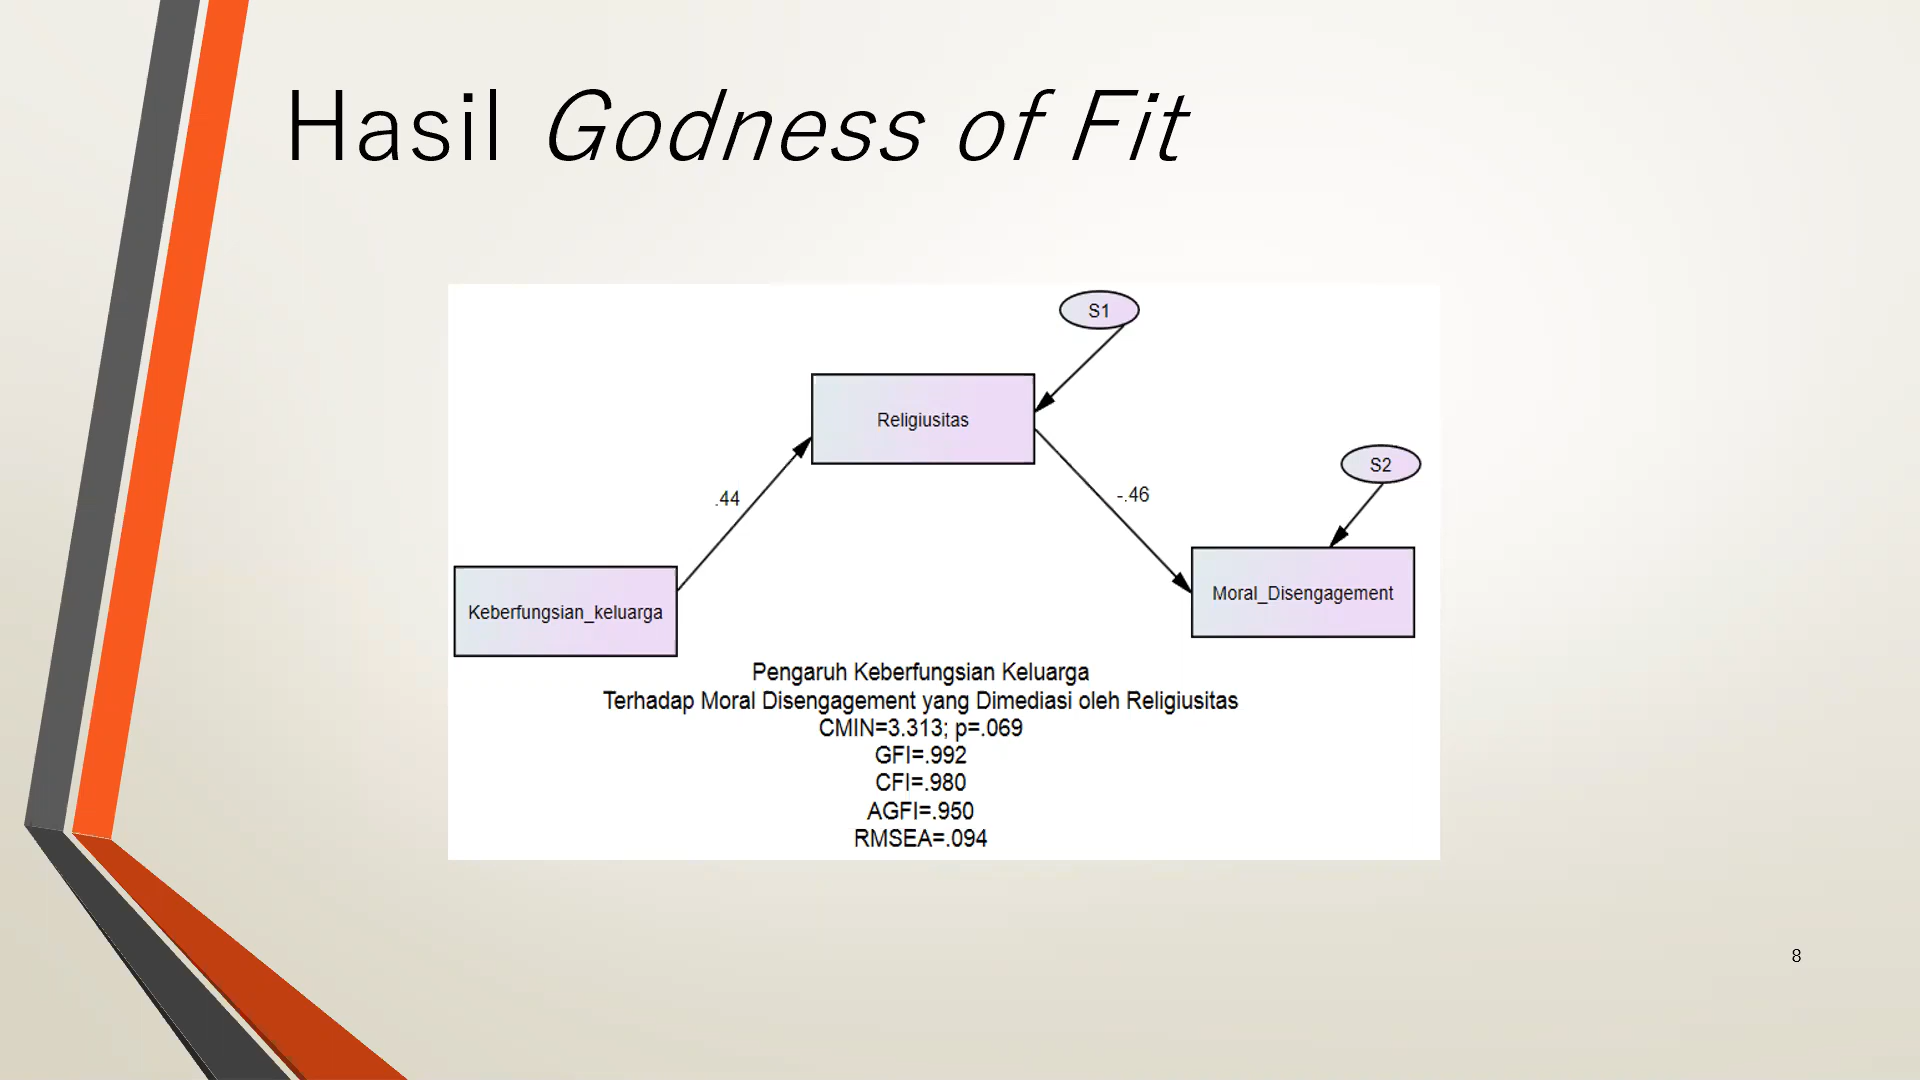 Hasil Godness of Fit
S1
Religiusitas
S2
.44
-.46
Moral_Disengagement
Keberfungsian_keluarga
Pengaruh Keberfungsian Keluarga
Terhadap Moral Disengagement yang Dimediasi oleh Religiusitas
CMIN=3.313; p=.069
GFI=.992
CFI=.980
AGFI=.950
RMSEA=.094
8